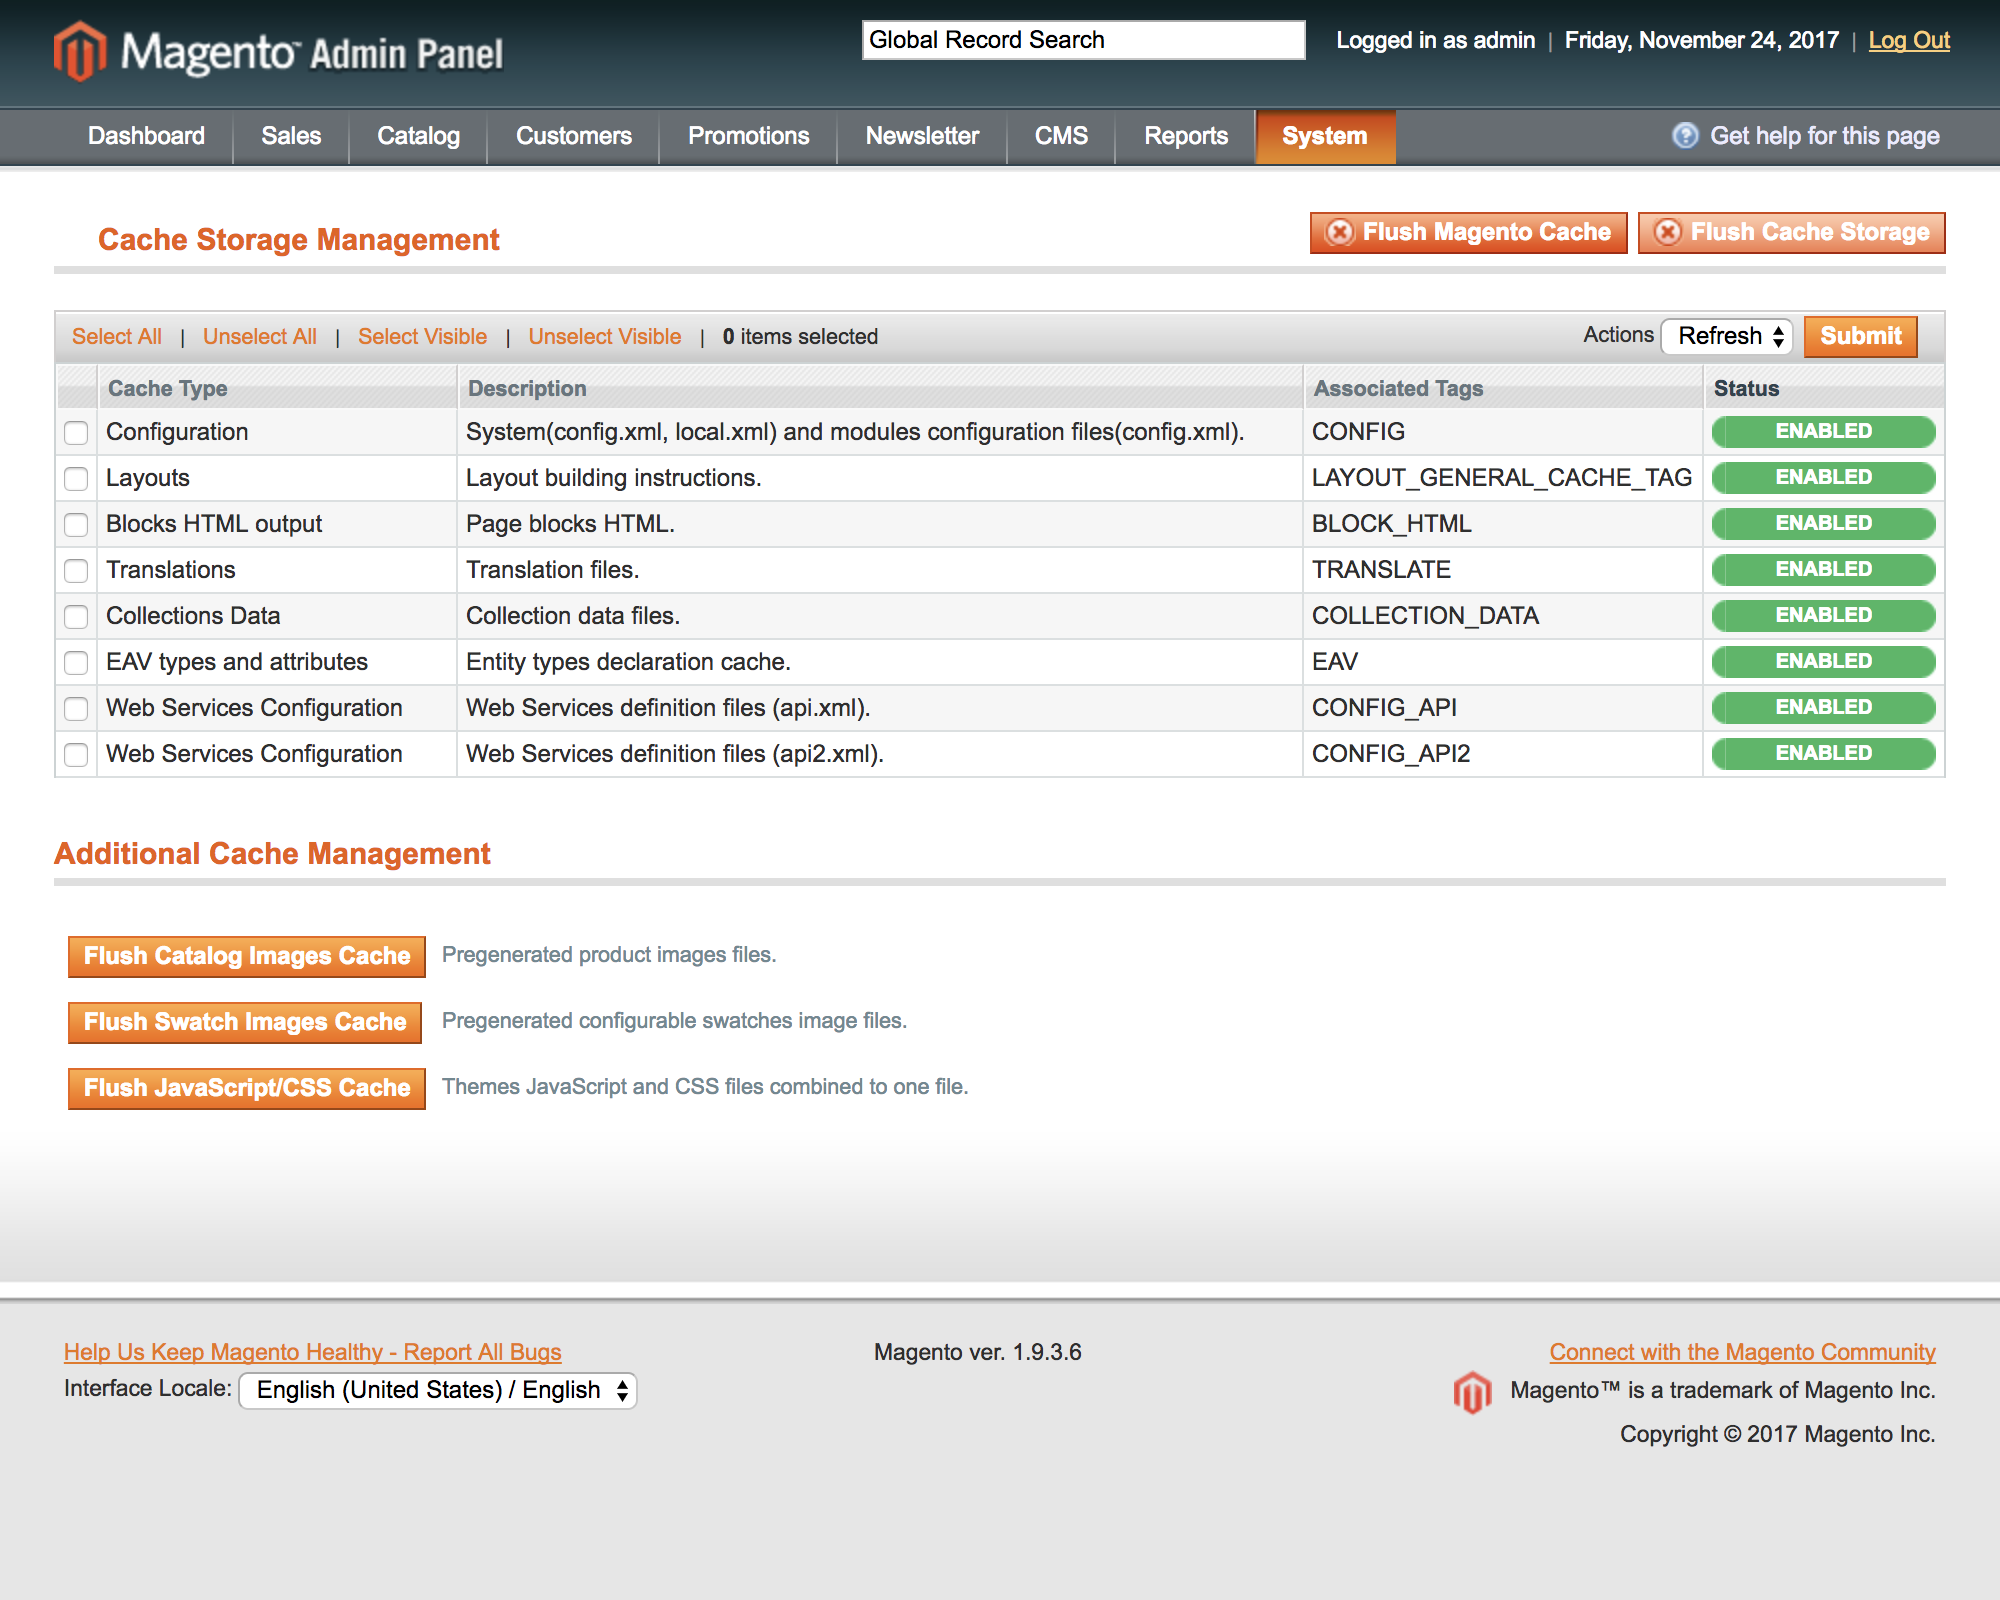 Magento™ Admin Panel
Global Record Search
Logged in as admin | Friday, November 24, 2017 | Log Out
Dashboard Sales Catalog Customers Promotions Newsletter CMS Reports System
Get help for this page
Cache Storage Management
Flush Magento Cache Flush Cache Storage
Select All | Unselect All | Select Visible | Unselect Visible | 0 items selected
Actions Refresh Submit
Cache Type Description Associated Tags Status
Configuration System(config.xml, local.xml) and modules configuration files(config.xml). CONFIG ENABLED
Layouts Layout building instructions. LAYOUT_GENERAL_CACHE_TAG ENABLED
Blocks HTML output Page blocks HTML. BLOCK_HTML ENABLED
Translations Translation files. TRANSLATE ENABLED
Collections Data Collection data files. COLLECTION_DATA ENABLED
EAV types and attributes Entity types declaration cache. EAV ENABLED
Web Services Configuration Web Services definition files (api.xml). CONFIG_API ENABLED
Web Services Configuration Web Services definition files (api2.xml). CONFIG_API2 ENABLED
Additional Cache Management
Flush Catalog Images Cache Pregenerated product images files.
Flush Swatch Images Cache Pregenerated configurable swatches image files.
Flush JavaScript/CSS Cache Themes JavaScript and CSS files combined to one file.
Help Us Keep Magento Healthy - Report All Bugs
Interface Locale: English (United States) / English
Magento ver. 1.9.3.6
Connect with the Magento Community
Magento™ is a trademark of Magento Inc.
Copyright © 2017 Magento Inc.